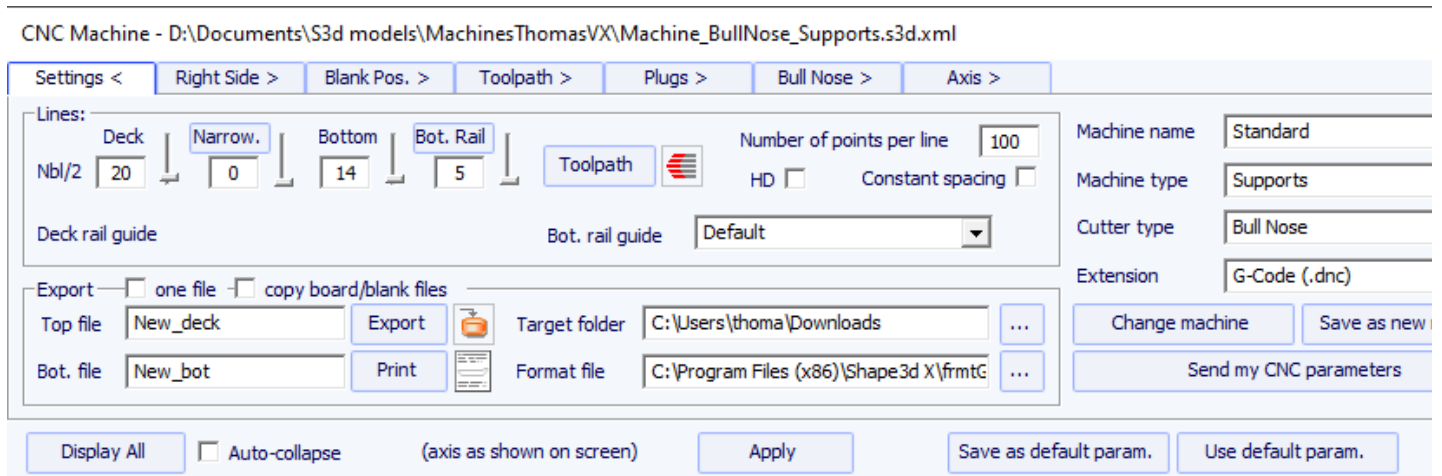 CNC Machine - D:\Documents\S3d models\MachinesThomasVX\Machine_BullNose_Supports.s3d.xml
Settings < Right Side > Blank Pos. > Toolpath > Plugs > Bull Nose > Axis >
Lines:
Deck Narrow. Bottom Bot. Rail Number of points per line 100 Machine name Standard
Nbl/2 20 0 14 5 Toolpath HD Constant spacing Machine type Supports
Deck rail guide Bot. rail guide Default Cutter type Bull Nose
Extension G-Code (.dnc)
Export one file copy board/blank files
Top file New_deck Export Target folder C:\Users\thoma\Downloads ... Change machine Save as new
Bot. file New_bot Print Format file C:\Program Files (x86)\Shape3d X\frmtG ... Send my CNC parameters
Display All Auto-collapse (axis as shown on screen) Apply Save as default param. Use default param.